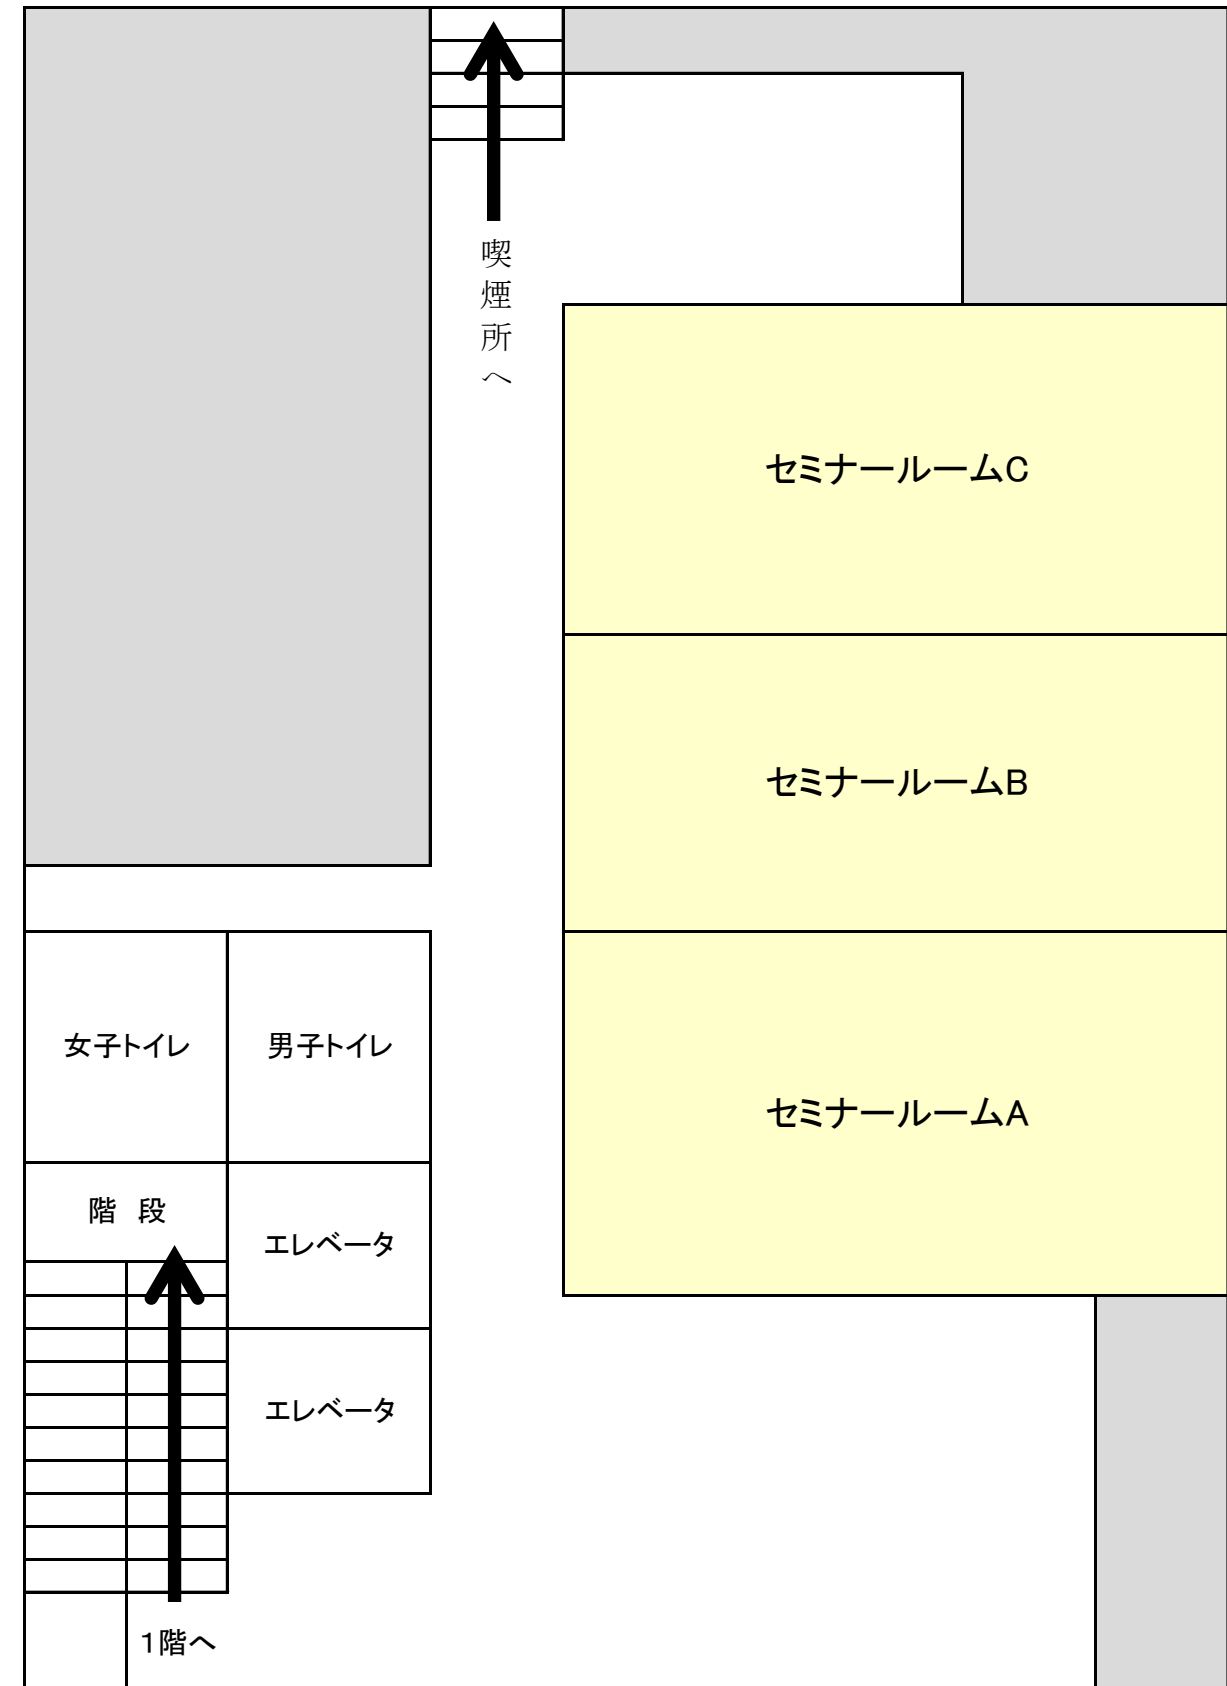 喫煙所へ
セミナールームC
セミナールームB
女子トイレ
男子トイレ
セミナールームA
階 段
エレベータ
エレベータ
1階へ